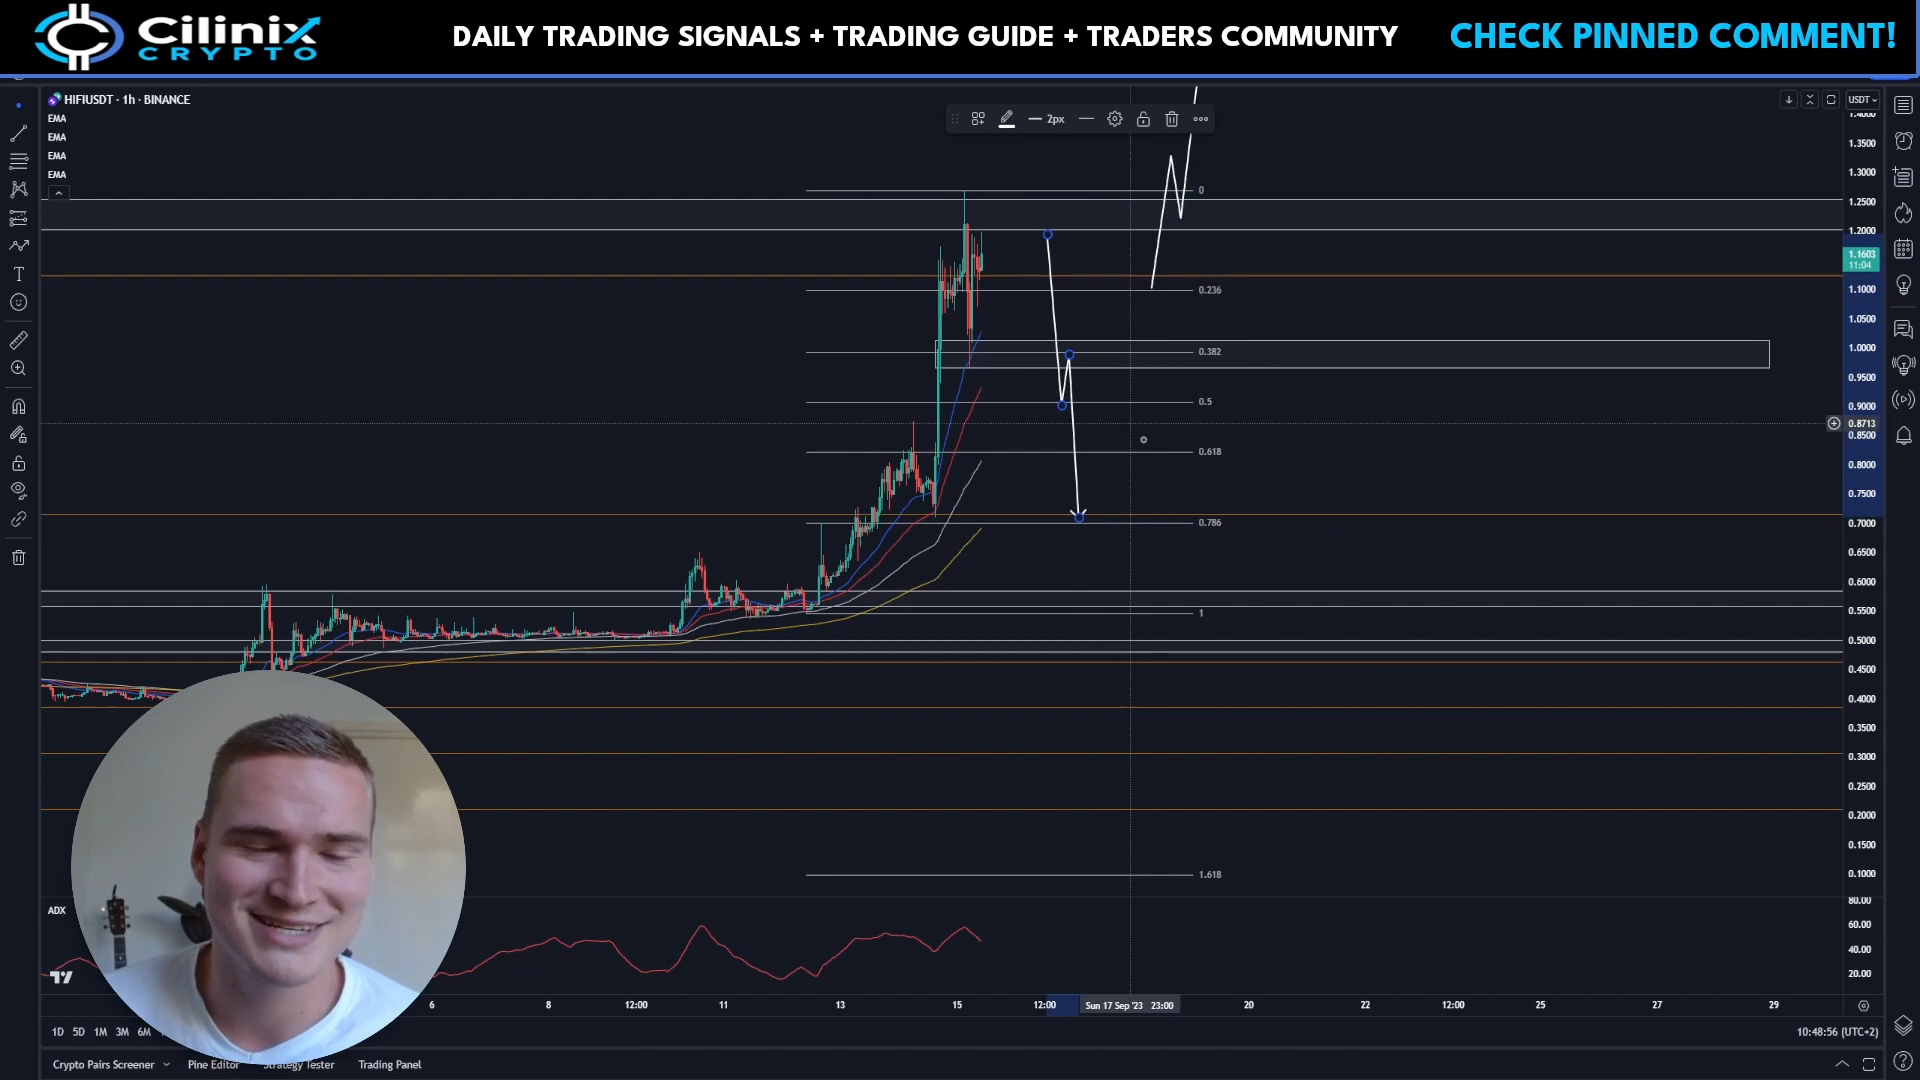 Cilinix
CRYPTO
DAILY TRADING SIGNALS + TRADING GUIDE + TRADERS COMMUNITY
CHECK PINNED COMMENT!
HIFIUSDT · 1h · BINANCE
USDT
EMA
EMA
EMA
EMA
2px
1.4000
1.3500
1.3000
1.2500
1.2000
1.1603
11:04
1.1000
1.0500
1.0000
0.9500
0.9000
0.8713
0.8500
0.8000
0.7500
0.7000
0.6500
0.6000
0.5500
0.5000
0.4500
0.4000
0.3500
0.3000
0.2500
0.2000
0.1500
0.1000
0
0.236
0.382
0.5
0.618
0.786
1
1.618
ADX
80.00
60.00
40.00
20.00
6
8
12:00
11
13
15
12:00
Sun 17 Sep '23 23:00
20
22
12:00
25
27
29
1D 5D 1M 3M 6M
10:48:56 (UTC+2)
Crypto Pairs Screener
Pine Editor
Strategy Tester
Trading Panel